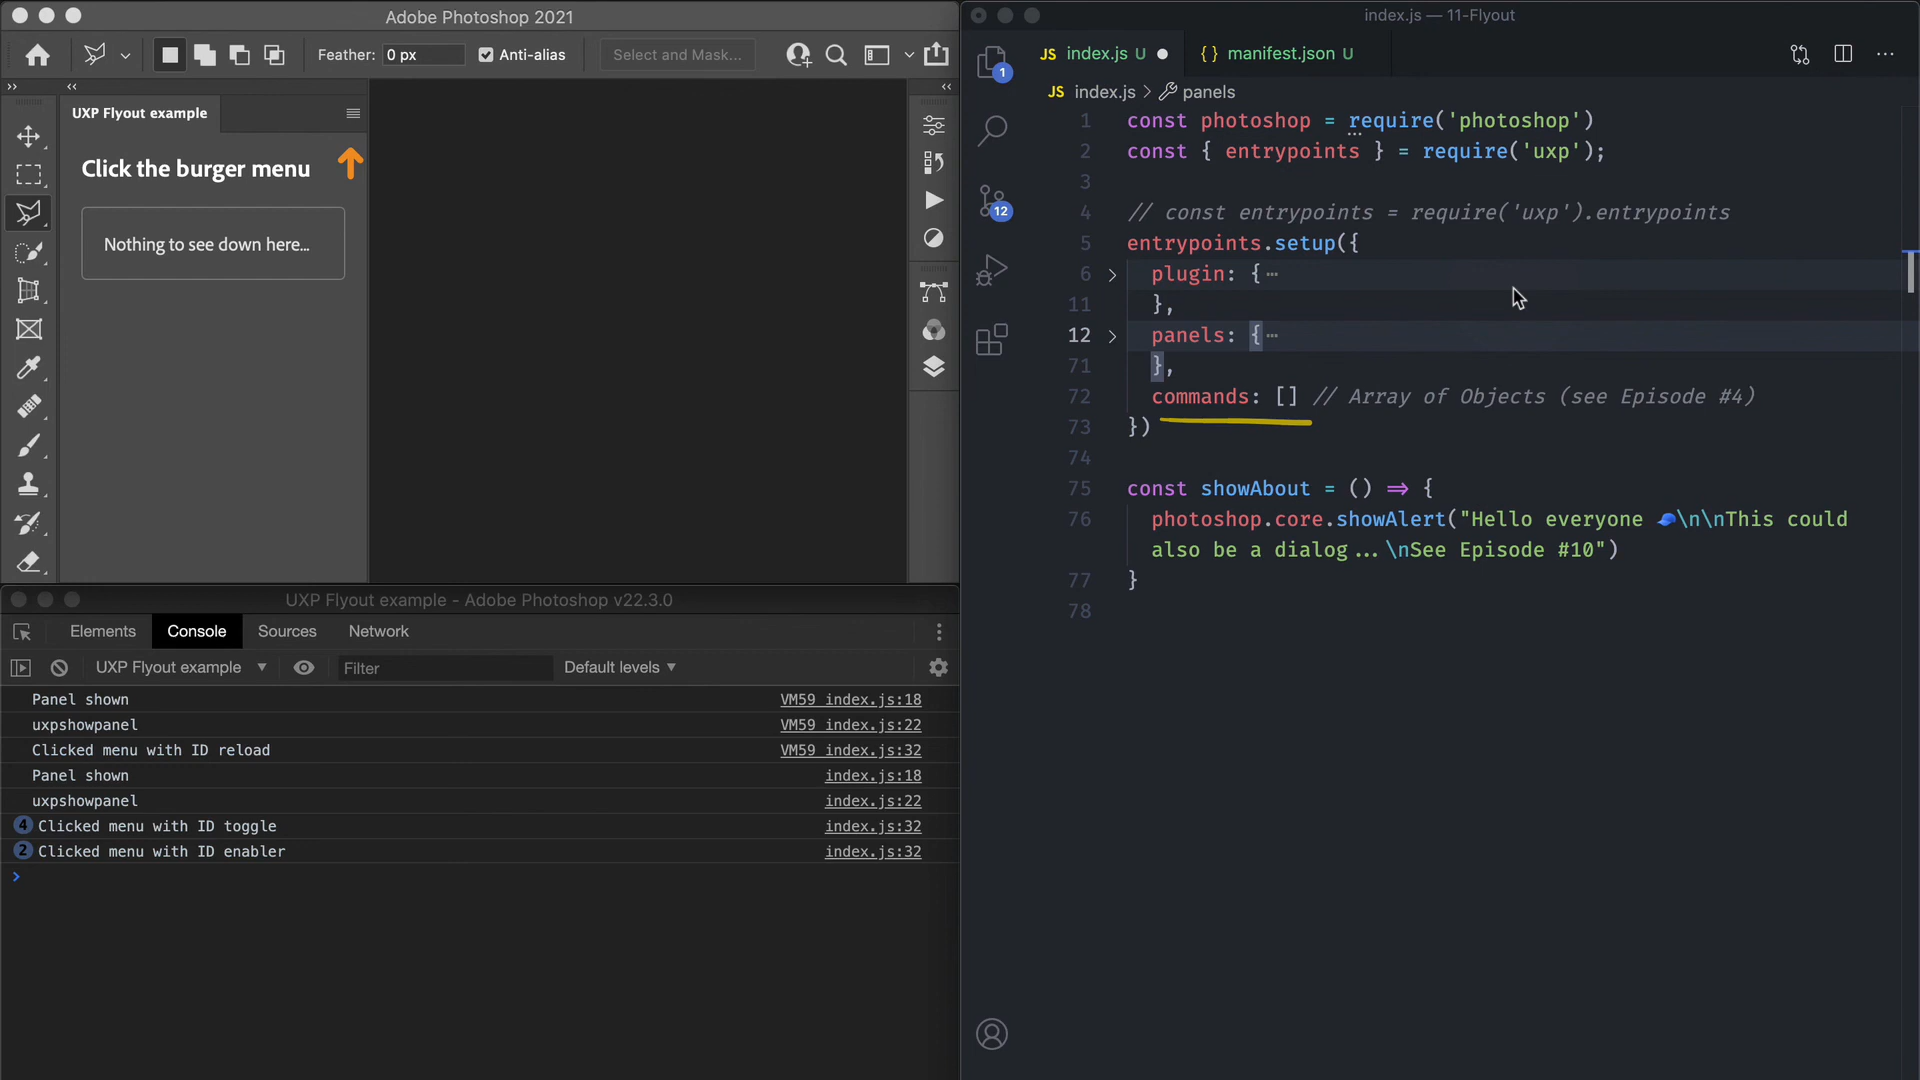 Adobe Photoshop 2021
Feather: 0 px
Anti-alias
Select and Mask...
UXP Flyout example
Click the burger menu
Nothing to see down here...
UXP Flyout example - Adobe Photoshop v22.3.0
Elements
Console
Sources
Network
UXP Flyout example
Filter
Default levels
Panel shown VM59 index.js:18
uxpshowpanel VM59 index.js:22
Clicked menu with ID reload VM59 index.js:32
Panel shown index.js:18
uxpshowpanel index.js:22
4 Clicked menu with ID toggle index.js:32
2 Clicked menu with ID enabler index.js:32
index.js — 11-Flyout
1
12
JS index.js U
{} manifest.json U
JS index.js > panels
1 const photoshop = require('photoshop')
2 const { entrypoints } = require('uxp');
3
4 // const entrypoints = require('uxp').entrypoints
5 entrypoints.setup({
6 plugin: { ...
11 },
12 panels: { ...
71 },
72 commands: [] // Array of Objects (see Episode #4)
73 })
74
75 const showAbout = () => {
76 photoshop.core.showAlert("Hello everyone 🧢\n\nThis could
also be a dialog...\nSee Episode #10")
77 }
78